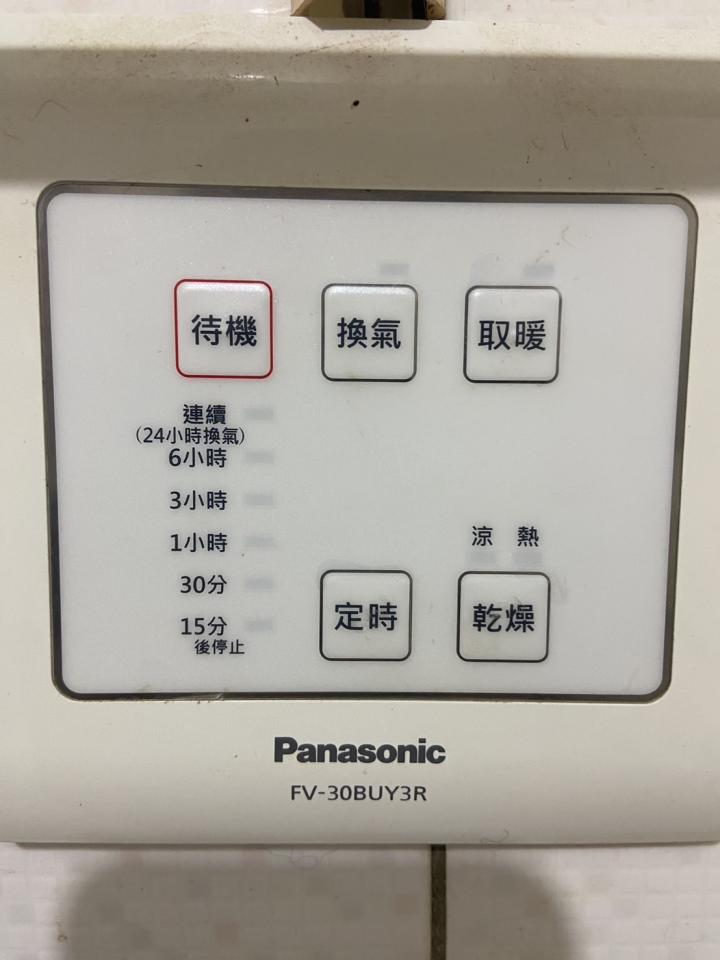 待機 換氣 取暖
連續
(24小時換氣)
6小時
3小時
1小時
30分
15分
後停止
涼 熱
定時 乾燥
Panasonic
FV-30BUY3R